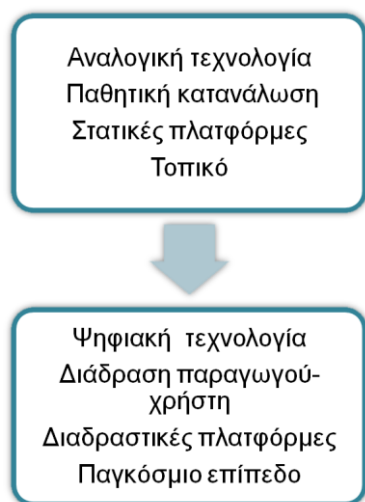 Αναλογική τεχνολογία
Παθητική κατανάλωση
Στατικές πλατφόρμες
Τοπικό
Ψηφιακή τεχνολογία
Διάδραση παραγωγού-
χρήστη
Διαδραστικές πλατφόρμες
Παγκόσμιο επίπεδο